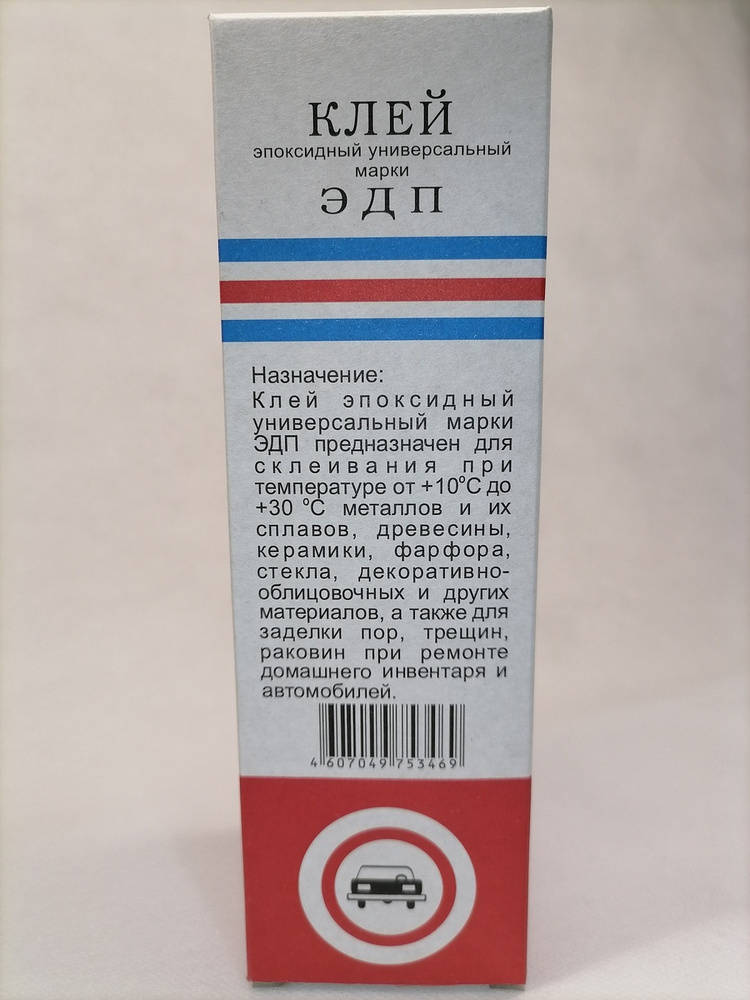 КЛЕЙ
эпоксидный универсальный
марки
ЭДП
Назначение:
Клей эпоксидный
универсальный марки
ЭДП предназначен для
склеивания при
температуре от +10°С до
+30 °С металлов и их
сплавов, древесины,
керамики, фарфора,
стекла, декоративно-
облицовочных и других
материалов, а также для
заделки пор, трещин,
раковин при ремонте
домашнего инвентаря и
автомобилей.
4 607049 753469